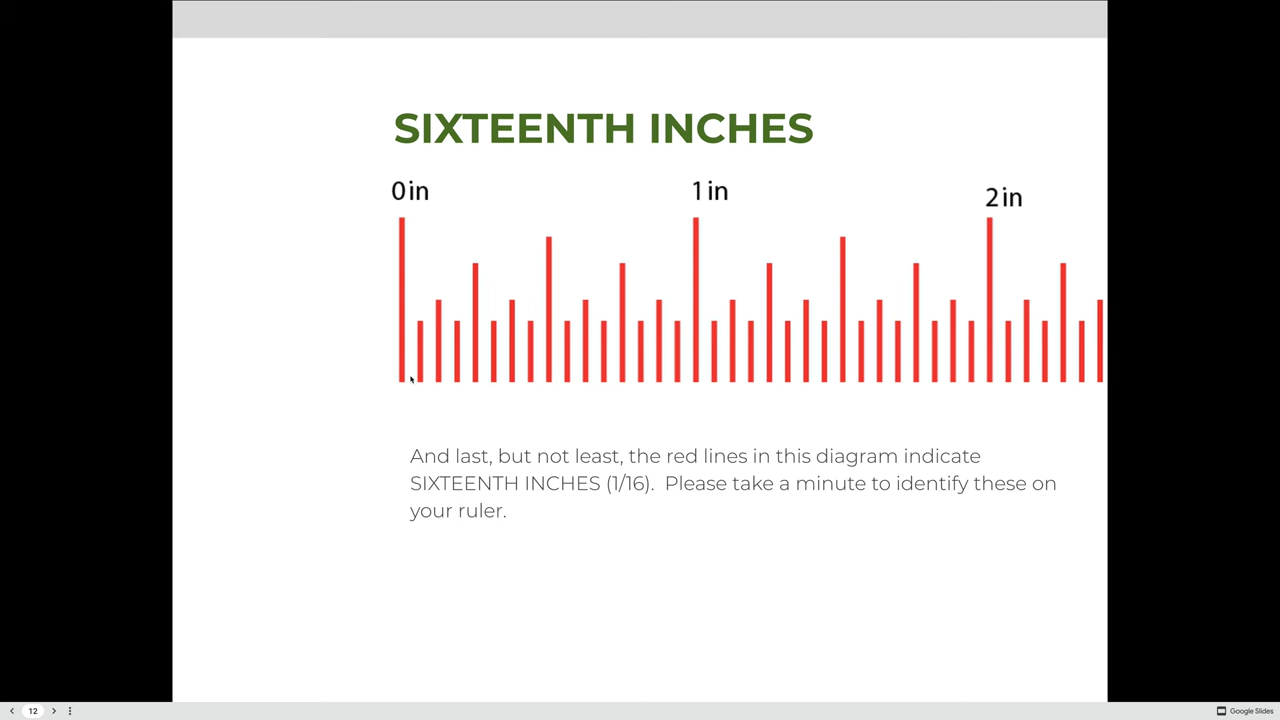 SIXTEENTH INCHES
0 in 1 in 2 in
And last, but not least, the red lines in this diagram indicate
SIXTEENTH INCHES (1/16). Please take a minute to identify these on
your ruler.
12
Google Slides